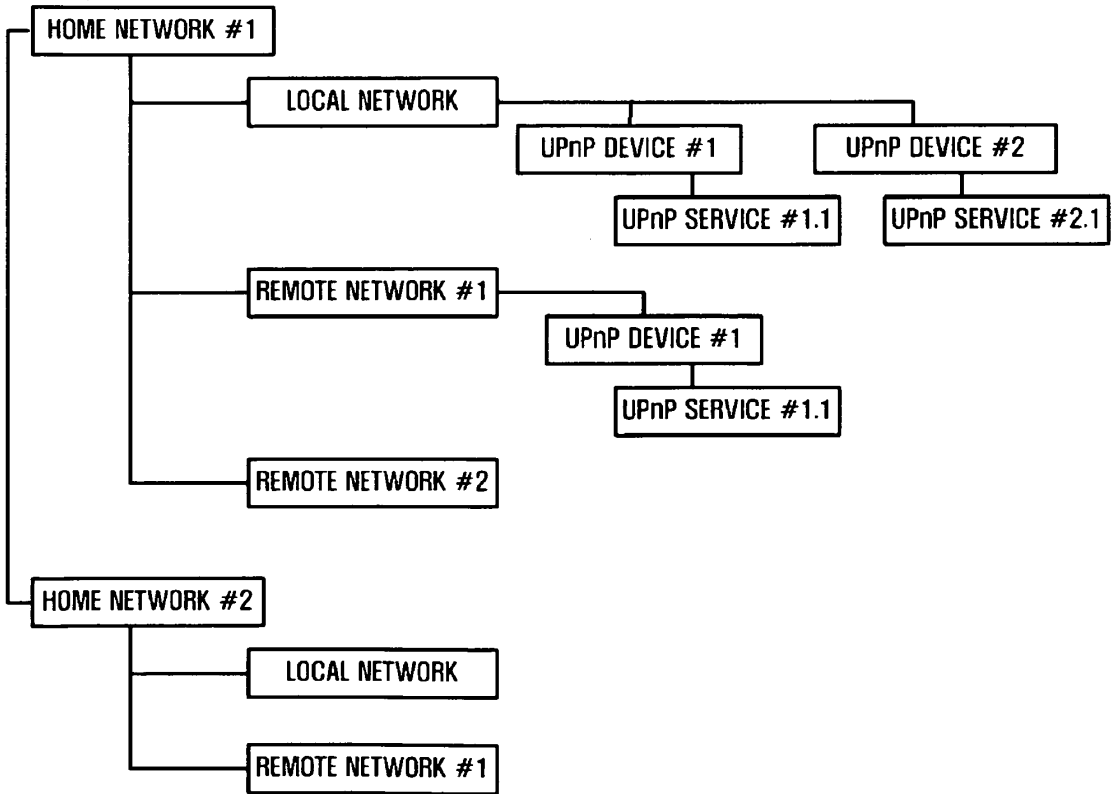 HOME NETWORK #1
LOCAL NETWORK
UPnP DEVICE #1
UPnP DEVICE #2
UPnP SERVICE #1.1
UPnP SERVICE #2.1
REMOTE NETWORK #1
UPnP DEVICE #1
UPnP SERVICE #1.1
REMOTE NETWORK #2
HOME NETWORK #2
LOCAL NETWORK
REMOTE NETWORK #1